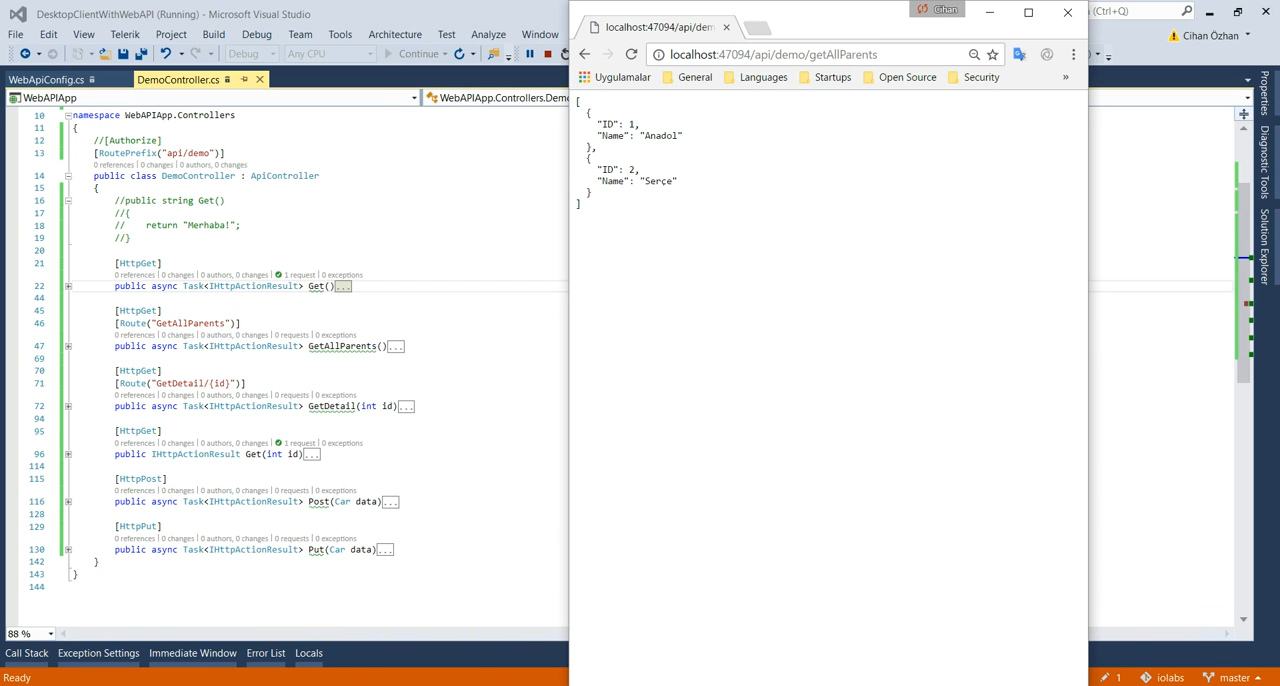 DesktopClientWithWebAPI (Running) - Microsoft Visual Studio
File Edit View Telerik Project Build Debug Team Tools Architecture Test Analyze Window
Debug Any CPU Continue
WebApiConfig.cs DemoController.cs
WebAPIApp WebAPIApp.Controllers.Demo
10 namespace WebAPIApp.Controllers
11 {
12 //[Authorize]
13 [RoutePrefix("api/demo")]
0 references | 0 changes | 0 authors, 0 changes
14 public class DemoController : ApiController
15 {
16 //public string Get()
17 //{
18 // return "Merhaba!";
19 //}
20
21 [HttpGet]
0 references | 0 changes | 0 authors, 0 changes | 1 request | 0 exceptions
22 public async Task<IHttpActionResult> Get()...
44
45 [HttpGet]
46 [Route("GetAllParents")]
0 references | 0 changes | 0 authors, 0 changes | 0 requests | 0 exceptions
47 public async Task<IHttpActionResult> GetAllParents()...
69
70 [HttpGet]
71 [Route("GetDetail/{id}")]
0 references | 0 changes | 0 authors, 0 changes | 0 requests | 0 exceptions
72 public async Task<IHttpActionResult> GetDetail(int id)...
94
95 [HttpGet]
0 references | 0 changes | 0 authors, 0 changes | 1 request | 0 exceptions
96 public IHttpActionResult Get(int id)...
114
115 [HttpPost]
0 references | 0 changes | 0 authors, 0 changes | 0 requests | 0 exceptions
116 public async Task<IHttpActionResult> Post(Car data)...
128
129 [HttpPut]
0 references | 0 changes | 0 authors, 0 changes | 0 requests | 0 exceptions
130 public async Task<IHttpActionResult> Put(Car data)...
142 }
143 }
144
88 %
Call Stack Exception Settings Immediate Window Error List Locals
Ready
Cihan
localhost:47094/api/dem
localhost:47094/api/demo/getAllParents
Uygulamalar General Languages Startups Open Source Security »
[
{
"ID": 1,
"Name": "Anadol"
},
{
"ID": 2,
"Name": "Serçe"
}
]
(Ctrl+Q)
Cihan Özhan
Properties
Diagnostic Tools
Solution Explorer
1 iolabs master